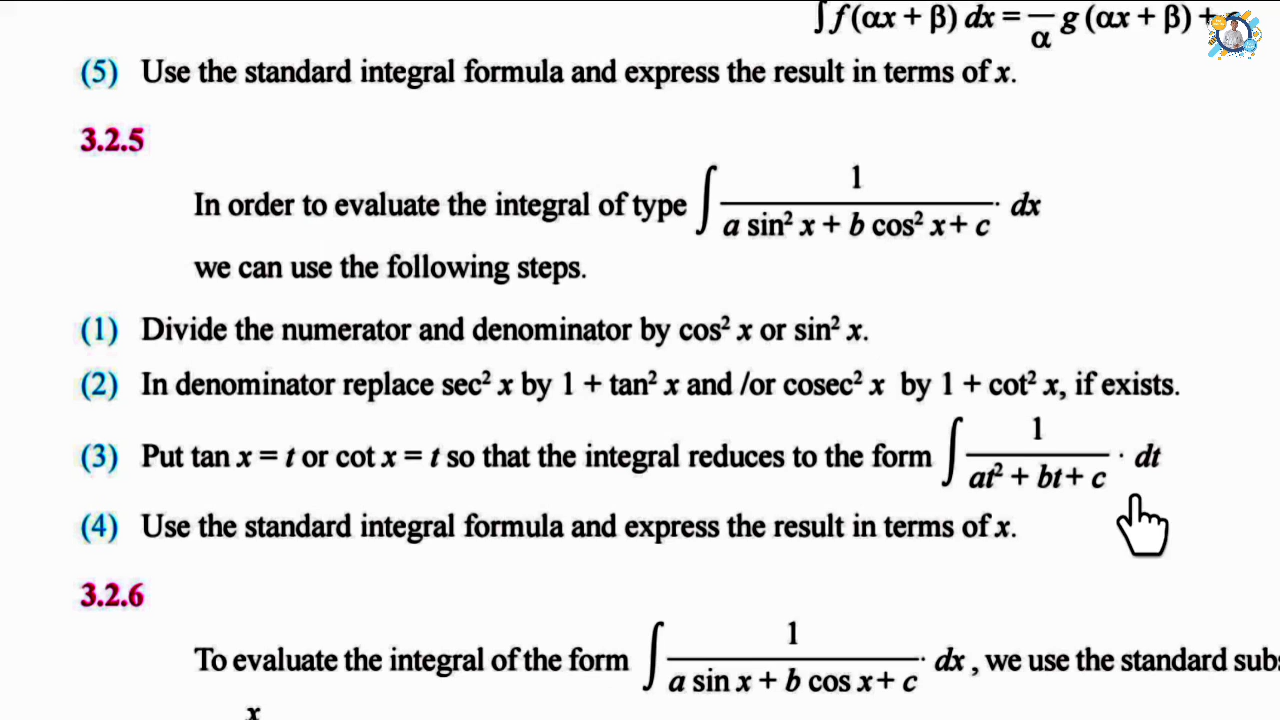 ∫ f (αx + β) dx = — g (αx + β) +
α
(5) Use the standard integral formula and express the result in terms of x.
3.2.5
In order to evaluate the integral of type ∫ 1 / (a sin² x + b cos² x + c) · dx
we can use the following steps.
(1) Divide the numerator and denominator by cos² x or sin² x.
(2) In denominator replace sec² x by 1 + tan² x and /or cosec² x by 1 + cot² x, if exists.
(3) Put tan x = t or cot x = t so that the integral reduces to the form ∫ 1 / (at² + bt + c) · dt
(4) Use the standard integral formula and express the result in terms of x.
3.2.6
To evaluate the integral of the form ∫ 1 / (a sin x + b cos x + c) · dx , we use the standard
x